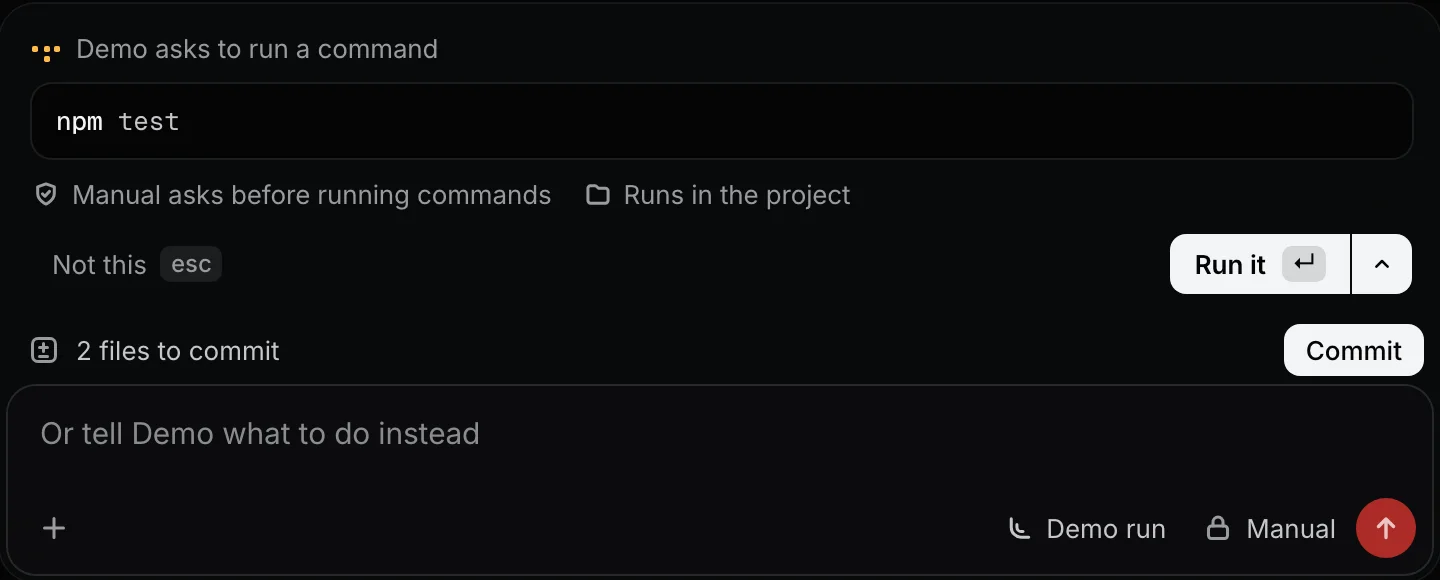 Demo asks to run a command
npm test
Manual asks before running commands Runs in the project
Not this esc Run it
2 files to commit Commit
Or tell Demo what to do instead
Demo run Manual